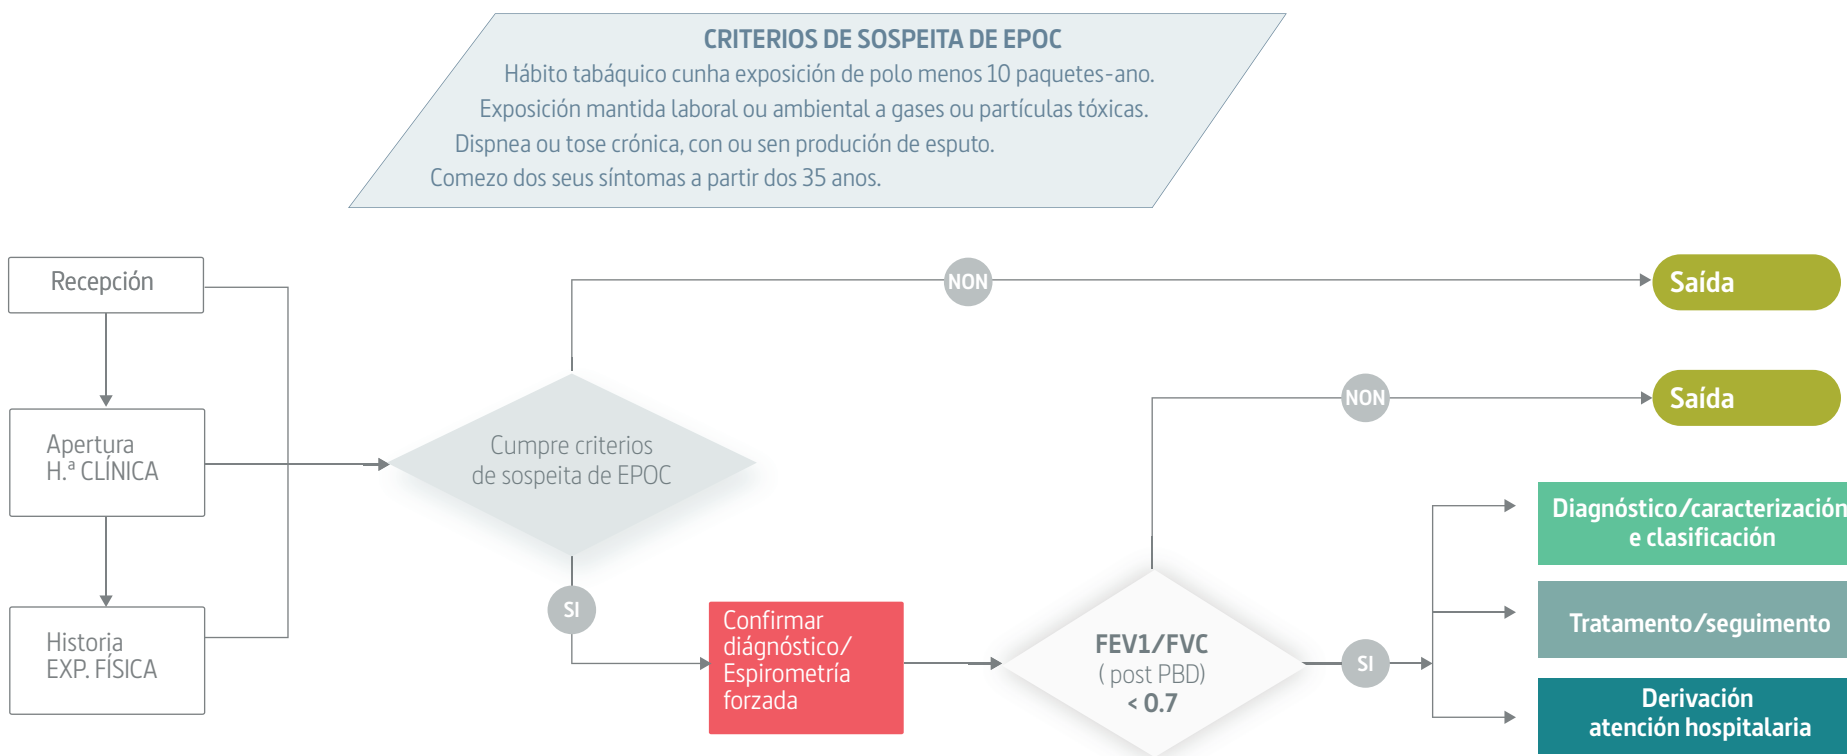 CRITERIOS DE SOSPEITA DE EPOC
Hábito tabáquico cunha exposición de polo menos 10 paquetes-ano.
Exposición mantida laboral ou ambiental a gases ou partículas tóxicas.
Dispnea ou tose crónica, con ou sen produción de esputo.
Comezo dos seus síntomas a partir dos 35 anos.
Recepción
NON
Saída
NON
Saída
Apertura
H.ª CLÍNICA
Cumpre criterios
de sospeita de EPOC
Diagnóstico/caracterización
e clasificación
SI
Historia
EXP. FÍSICA
Confirmar
diágnóstico/
Espirometría
forzada
FEV1/FVC
( post PBD)
< 0.7
SI
Tratamento/seguimento
Derivación
atención hospitalaria